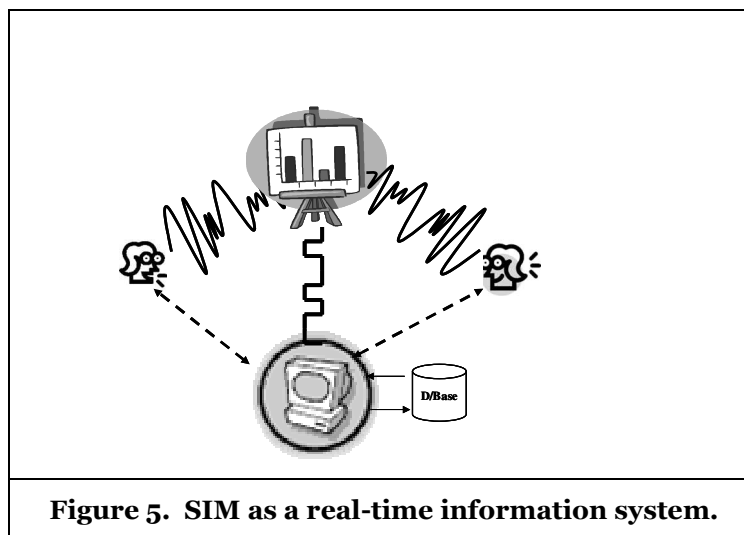 D/Base
Figure 5. SIM as a real-time information system.